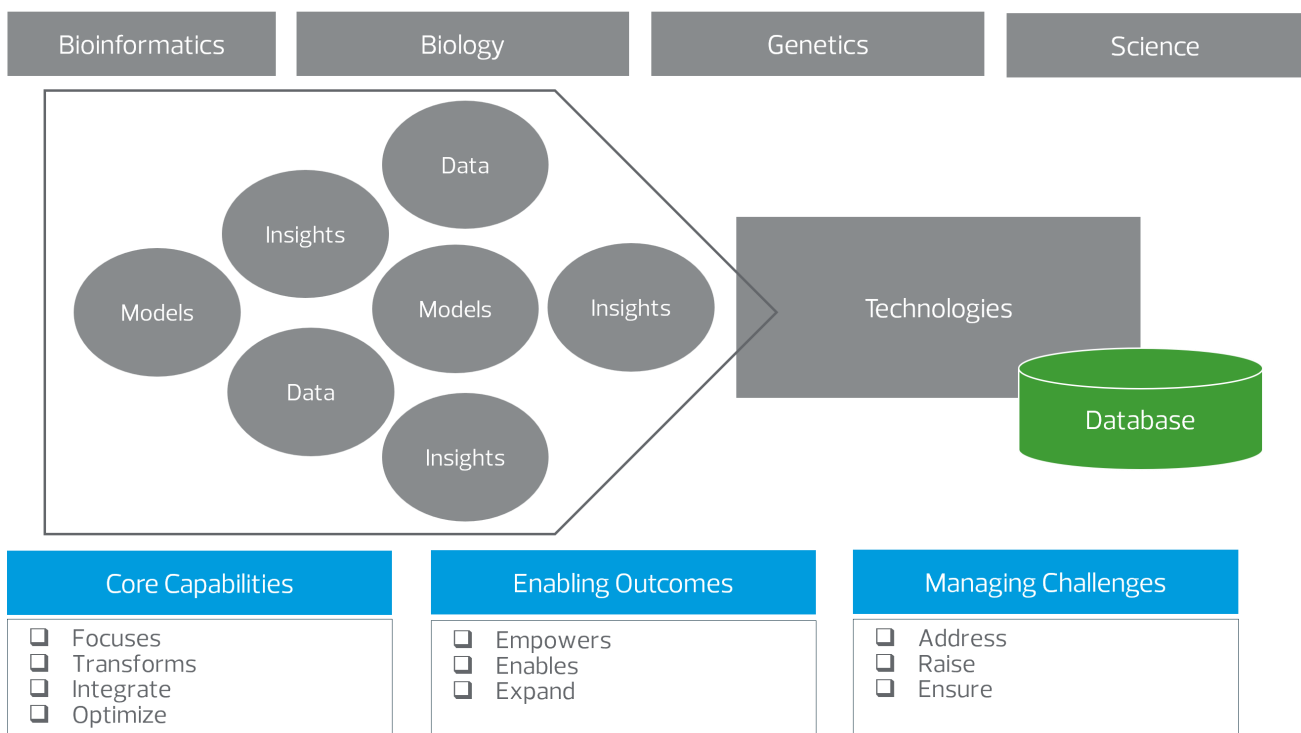 Bioinformatics
Biology
Genetics
Science
Data
Insights
Models
Models
Insights
Data
Insights
Technologies
Database
Core Capabilities
❑ Focuses
❑ Transforms
❑ Integrate
❑ Optimize
Enabling Outcomes
❑ Empowers
❑ Enables
❑ Expand
Managing Challenges
❑ Address
❑ Raise
❑ Ensure